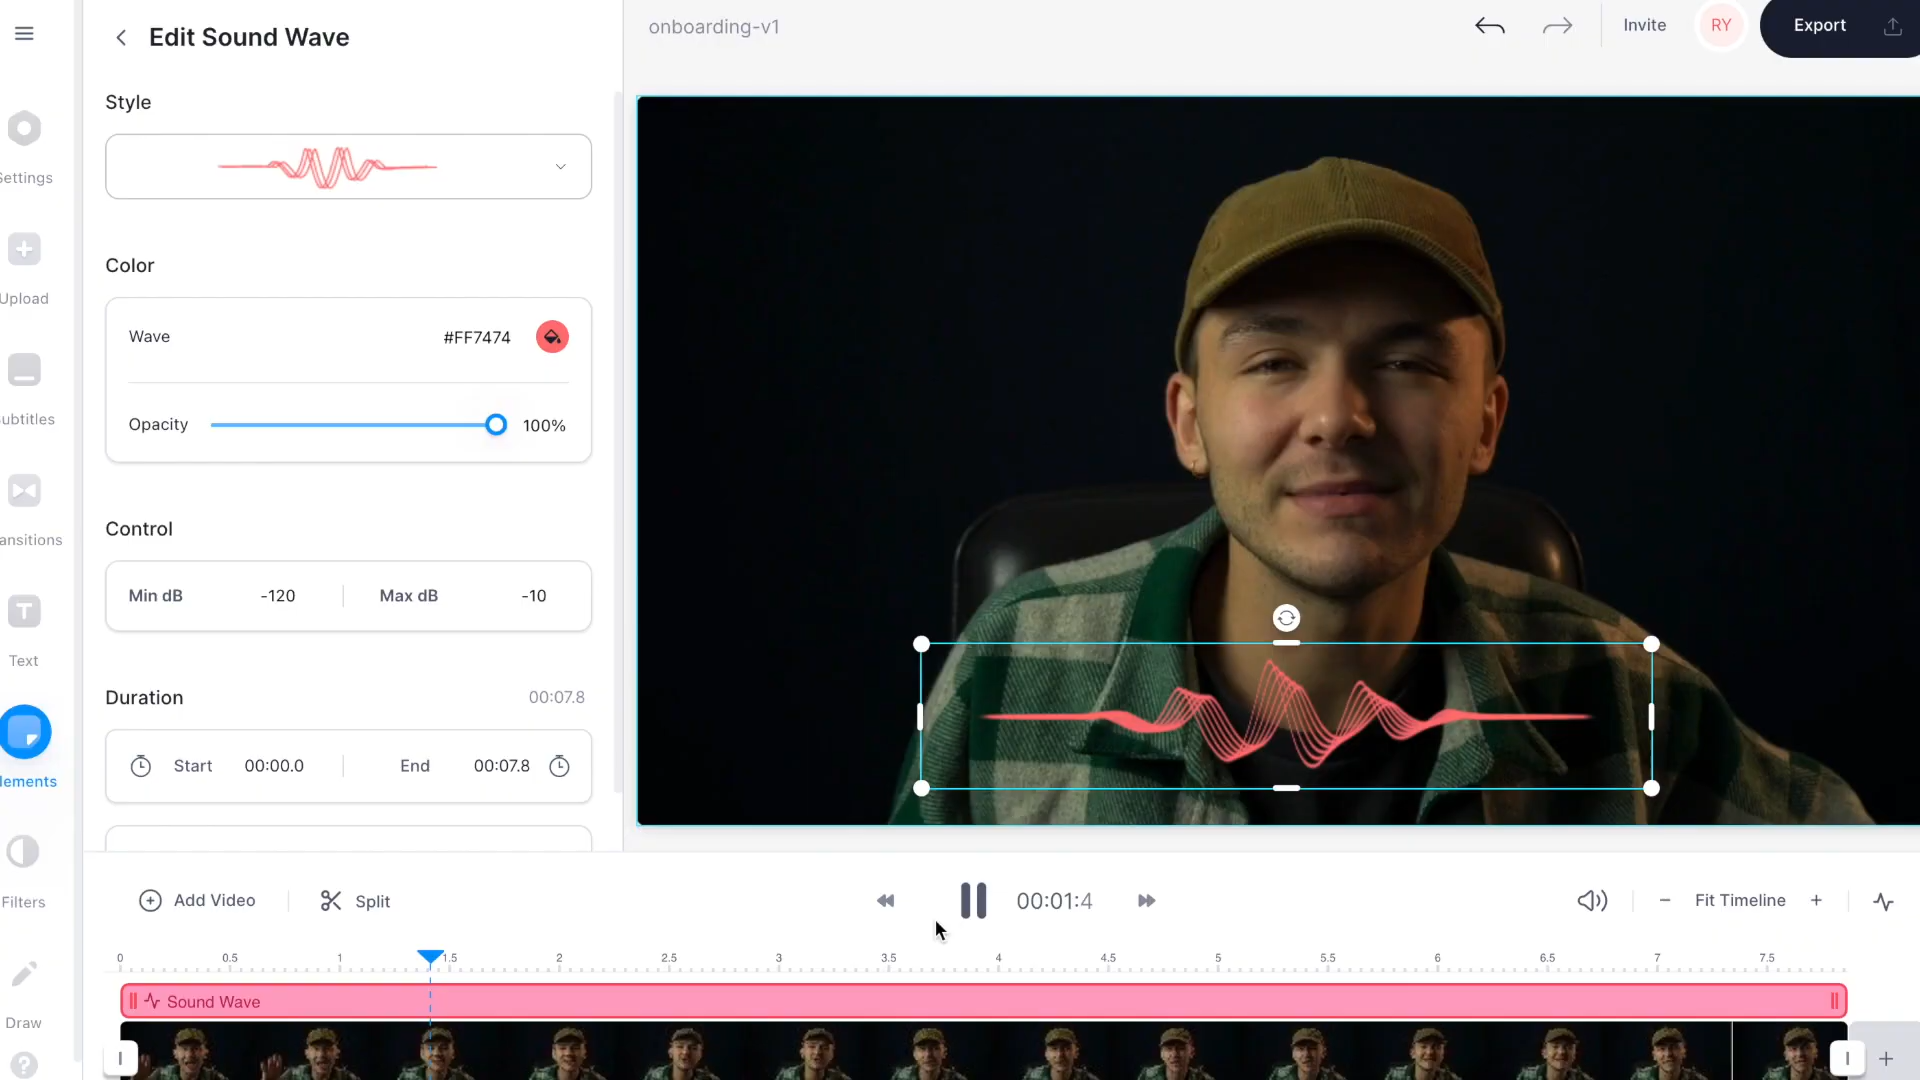 Edit Sound Wave
onboarding-v1
Invite
RY
Export
Style
Settings
Color
Upload
Wave
#FF7474
Opacity
100%
ubtitles
Control
ansitions
Min dB
-120
Max dB
-10
T
Text
Duration
00:07.8
Start
00:00.0
End
00:07.8
lements
Filters
Add Video
Split
00:01:4
Fit Timeline
0
0.5
1
1.5
2
2.5
3
3.5
4
4.5
5
5.5
6
6.5
7
7.5
Sound Wave
Draw
?